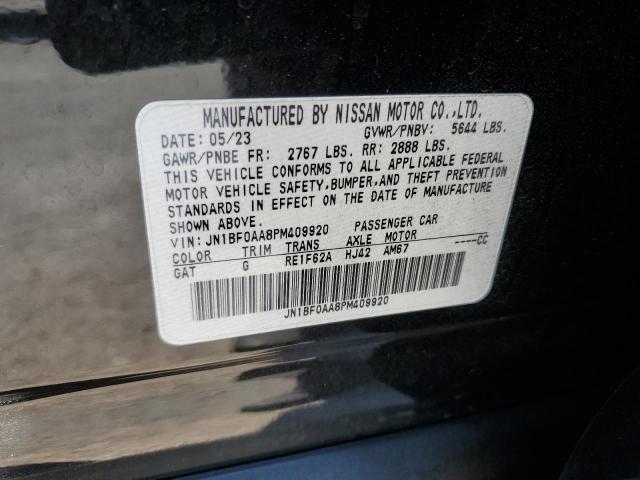 MANUFACTURED BY NISSAN MOTOR CO.,LTD.
DATE: 05/23 GVWR/PNBV: 5644 LBS.
GAWR/PNBE FR: 2767 LBS. RR: 2888 LBS.
THIS VEHICLE CONFORMS TO ALL APPLICABLE FEDERAL
MOTOR VEHICLE SAFETY, BUMPER, AND THEFT PREVENTION
STANDARDS IN EFFECT ON THE DATE OF MANUFACTURE
SHOWN ABOVE.
VIN: JN1BF0AA8PM409920 PASSENGER CAR
COLOR TRIM TRANS AXLE MOTOR ----CC
GAT G RE1F62A HJ42 AM67
JN1BF0AA8PM409920